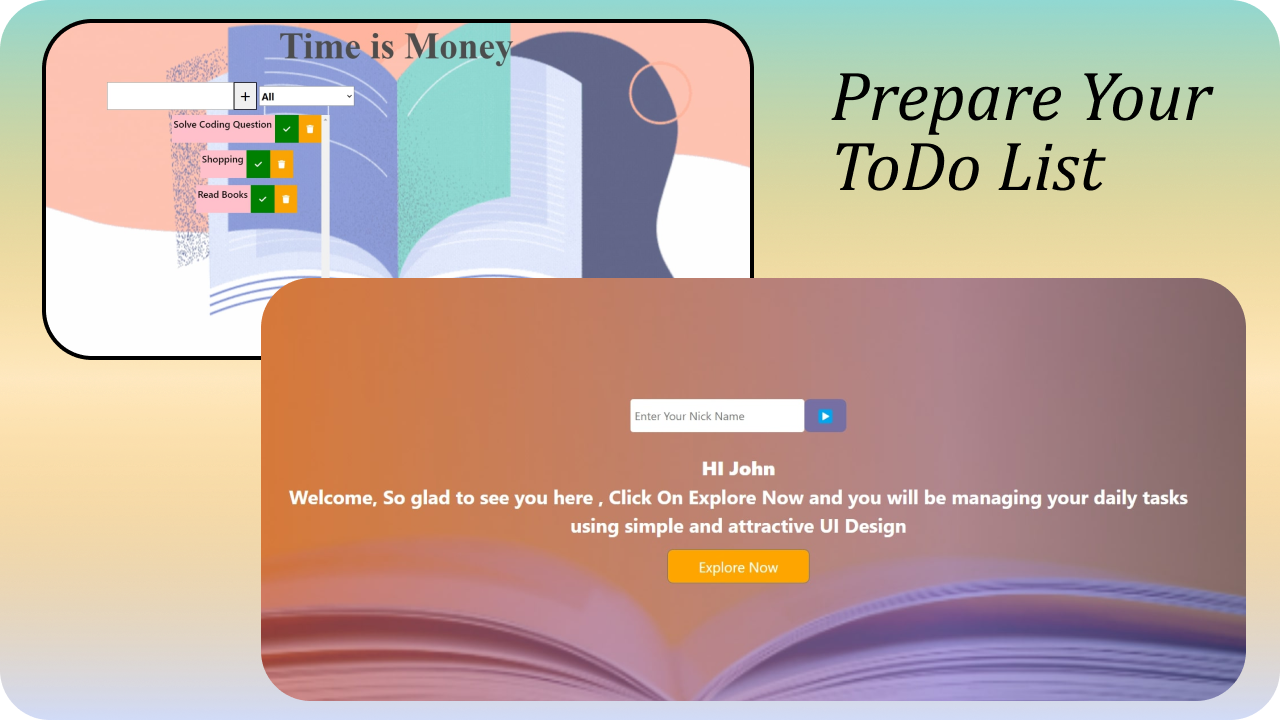 Time is Money
+ All
Solve Coding Question
Shopping
Read Books
Prepare Your
ToDo List
Enter Your Nick Name
HI John
Welcome, So glad to see you here , Click On Explore Now and you will be managing your daily tasks
using simple and attractive UI Design
Explore Now